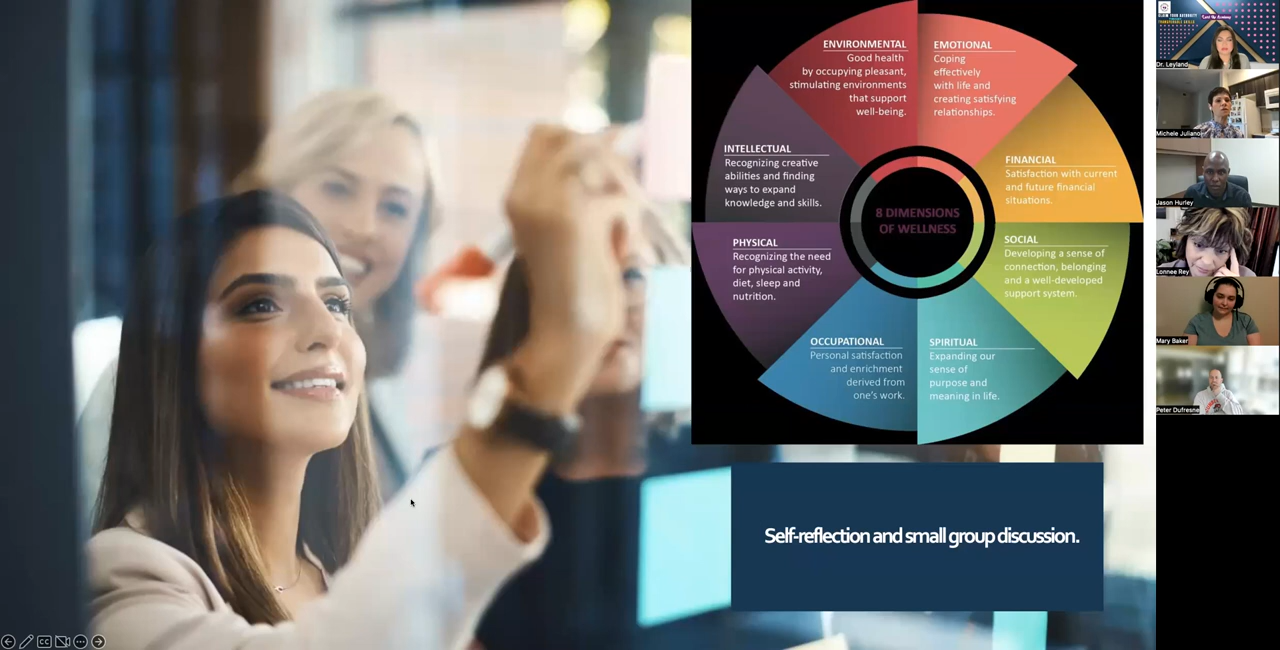 ENVIRONMENTAL
Good health
by occupying pleasant,
stimulating environments
that support
well-being.
EMOTIONAL
Coping
effectively
with life and
creating satisfying
relationships.
INTELLECTUAL
Recognizing creative
abilities and finding
ways to expand
knowledge and skills.
FINANCIAL
Satisfaction with current
and future financial
situations.
8 DIMENSIONS
OF WELLNESS
PHYSICAL
Recognizing the need
for physical activity,
diet, sleep and
nutrition.
SOCIAL
Developing a sense of
connection, belonging
and a well-developed
support system.
OCCUPATIONAL
Personal satisfaction
and enrichment
derived from
one's work.
SPIRITUAL
Expanding our
sense of
purpose and
meaning in life.
Self-reflection and small group discussion.
CC
Dr. Leyland
Michele Juliano
Jason Hurley
Lonnee Rey
Mary Baker
Peter Dufresne